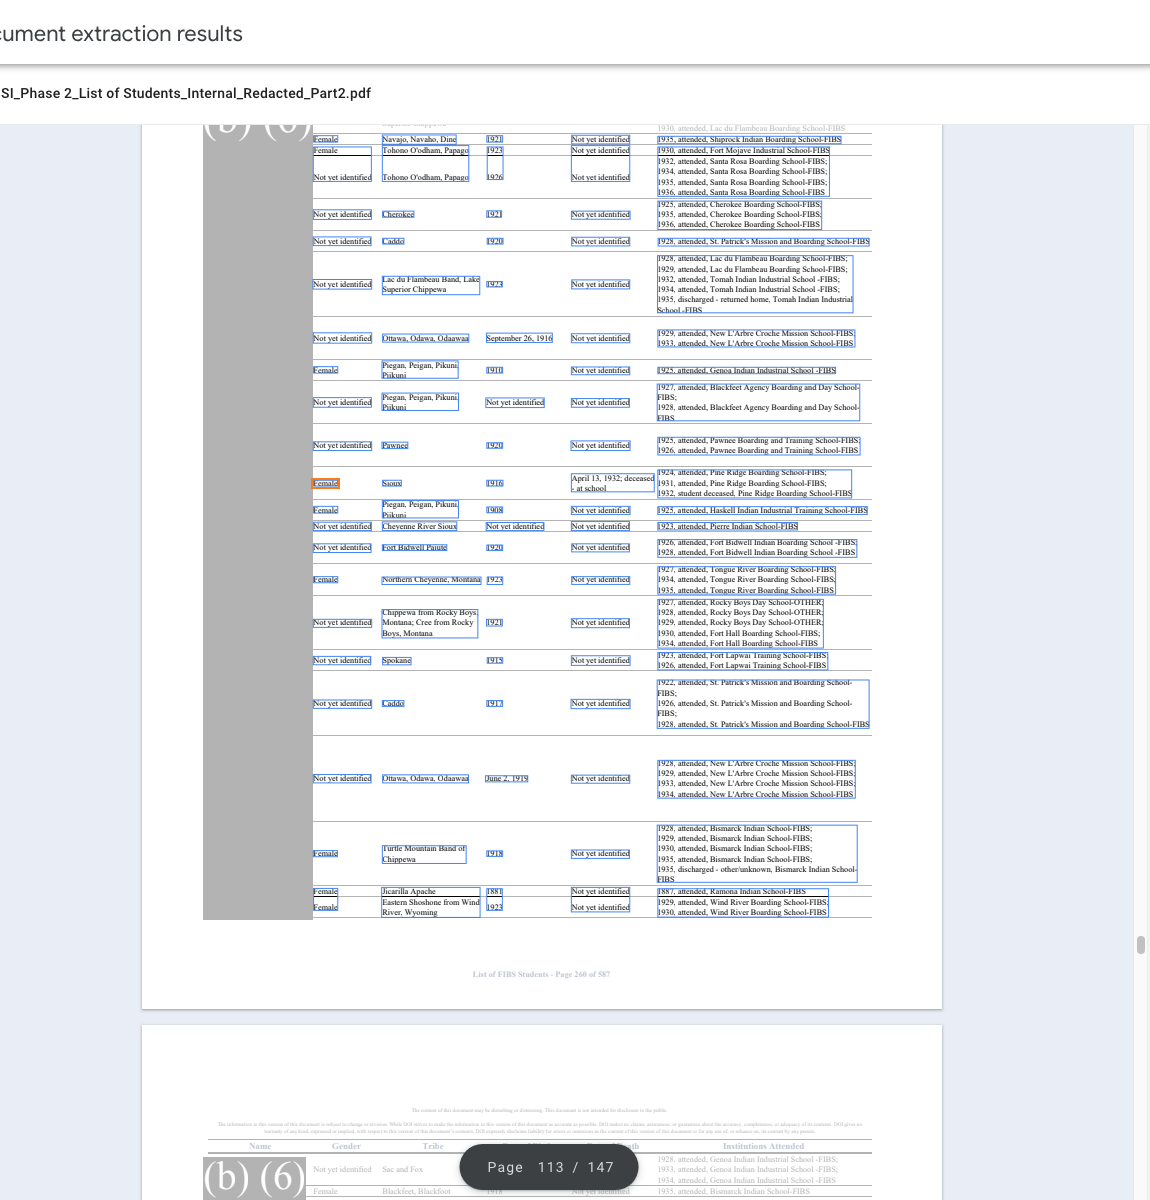 cument extraction results
SI_Phase 2_List of Students_Internal_Redacted_Part2.pdf
(b) (6)
1930, attended, Lac du Flambeau Boarding School-FIBS
Female Navajo, Navaho, Dine 1921 Not yet identified 1935, attended, Shiprock Indian Boarding School-FIBS
Female Tohono O'odham, Papago 1923 Not yet identified 1930, attended, Fort Mojave Industrial School-FIBS
1932, attended, Santa Rosa Boarding School-FIBS;
1934, attended, Santa Rosa Boarding School-FIBS;
Not yet identified Tohono O'odham, Papago 1926 Not yet identified
1935, attended, Santa Rosa Boarding School-FIBS;
1936, attended, Santa Rosa Boarding School-FIBS
1925, attended, Cherokee Boarding School-FIBS;
Not yet identified Cherokee 1921 Not yet identified 1935, attended, Cherokee Boarding School-FIBS;
1936, attended, Cherokee Boarding School-FIBS
Not yet identified Caddo 1920 Not yet identified 1928, attended, St. Patrick's Mission and Boarding School-FIBS
1928, attended, Lac du Flambeau Boarding School-FIBS;
1929, attended, Lac du Flambeau Boarding School-FIBS;
Lac du Flambeau Band, Lake 1932, attended, Tomah Indian Industrial School -FIBS;
Not yet identified Superior Chippewa 1923 Not yet identified 1934, attended, Tomah Indian Industrial School -FIBS;
1935, discharged - returned home, Tomah Indian Industrial
School -FIBS
1929, attended, New L'Arbre Croche Mission School-FIBS;
Not yet identified Ottawa, Odawa, Odaawaa September 26, 1916 Not yet identified 1933, attended, New L'Arbre Croche Mission School-FIBS
Piegan, Peigan, Pikuni,
Female Piikuni 1910 Not yet identified 1925, attended, Genoa Indian Industrial School -FIBS
1927, attended, Blackfeet Agency Boarding and Day School-
Piegan, Peigan, Pikuni, FIBS;
Not yet identified Piikuni Not yet identified Not yet identified 1928, attended, Blackfeet Agency Boarding and Day School-
FIBS
1925, attended, Pawnee Boarding and Training School-FIBS;
Not yet identified Pawnee 1920 Not yet identified 1926, attended, Pawnee Boarding and Training School-FIBS
1924, attended, Pine Ridge Boarding School-FIBS;
Female Sioux 1916 April 13, 1932; deceased 1931, attended, Pine Ridge Boarding School-FIBS;
- at school 1932, student deceased, Pine Ridge Boarding School-FIBS
Piegan, Peigan, Pikuni,
Female Piikuni 1908 Not yet identified 1925, attended, Haskell Indian Industrial Training School-FIBS
Not yet identified Cheyenne River Sioux Not yet identified Not yet identified 1923, attended, Pierre Indian School-FIBS
1926, attended, Fort Bidwell Indian Boarding School -FIBS;
Not yet identified Fort Bidwell Paiute 1920 Not yet identified 1928, attended, Fort Bidwell Indian Boarding School -FIBS
1927, attended, Tongue River Boarding School-FIBS;
Female Northern Cheyenne, Montana 1923 Not yet identified 1934, attended, Tongue River Boarding School-FIBS;
1935, attended, Tongue River Boarding School-FIBS
1927, attended, Rocky Boys Day School-OTHER;
Chippewa from Rocky Boys, 1928, attended, Rocky Boys Day School-OTHER;
Not yet identified Montana; Cree from Rocky 1921 Not yet identified 1929, attended, Rocky Boys Day School-OTHER;
Boys, Montana 1930, attended, Fort Hall Boarding School-FIBS;
1934, attended, Fort Hall Boarding School-FIBS
1923, attended, Fort Lapwai Training School-FIBS;
Not yet identified Spokane 1915 Not yet identified 1926, attended, Fort Lapwai Training School-FIBS
1922, attended, St. Patrick's Mission and Boarding School-
FIBS;
Not yet identified Caddo 1917 Not yet identified 1926, attended, St. Patrick's Mission and Boarding School-
FIBS;
1928, attended, St. Patrick's Mission and Boarding School-FIBS
1928, attended, New L'Arbre Croche Mission School-FIBS;
1929, attended, New L'Arbre Croche Mission School-FIBS;
Not yet identified Ottawa, Odawa, Odaawaa June 2, 1919 Not yet identified 1933, attended, New L'Arbre Croche Mission School-FIBS;
1934, attended, New L'Arbre Croche Mission School-FIBS
1928, attended, Bismarck Indian School-FIBS;
1929, attended, Bismarck Indian School-FIBS;
Turtle Mountain Band of 1930, attended, Bismarck Indian School-FIBS;
Female Chippewa 1918 Not yet identified 1935, attended, Bismarck Indian School-FIBS;
1935, discharged - other/unknown, Bismarck Indian School-
FIBS
Female Jicarilla Apache 1881 Not yet identified 1887, attended, Ramona Indian School-FIBS
Eastern Shoshone from Wind 1929, attended, Wind River Boarding School-FIBS;
Female River, Wyoming 1923 Not yet identified 1930, attended, Wind River Boarding School-FIBS
List of FIBS Students - Page 260 of 587
The content of this document may be disturbing or distressing. This document is not intended for disclosure to the public.
Name Gender Tribe Institutions Attended
1928, attended, Genoa Indian Industrial School -FIBS;
(b) (6) Not yet identified Sac and Fox 1933, attended, Genoa Indian Industrial School -FIBS;
1934, attended, Genoa Indian Industrial School -FIBS
Female Blackfeet, Blackfoot 1935, attended, Bismarck Indian School-FIBS
Page 113 / 147